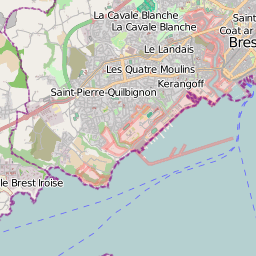 La Cavale Blanche
Sain
La Cavale Blanche
Coat ar
Le Landais
Bres
Les Quatre Moulins
Kerangoff
Saint-Pierre-Quilbignon
le Brest Iroise